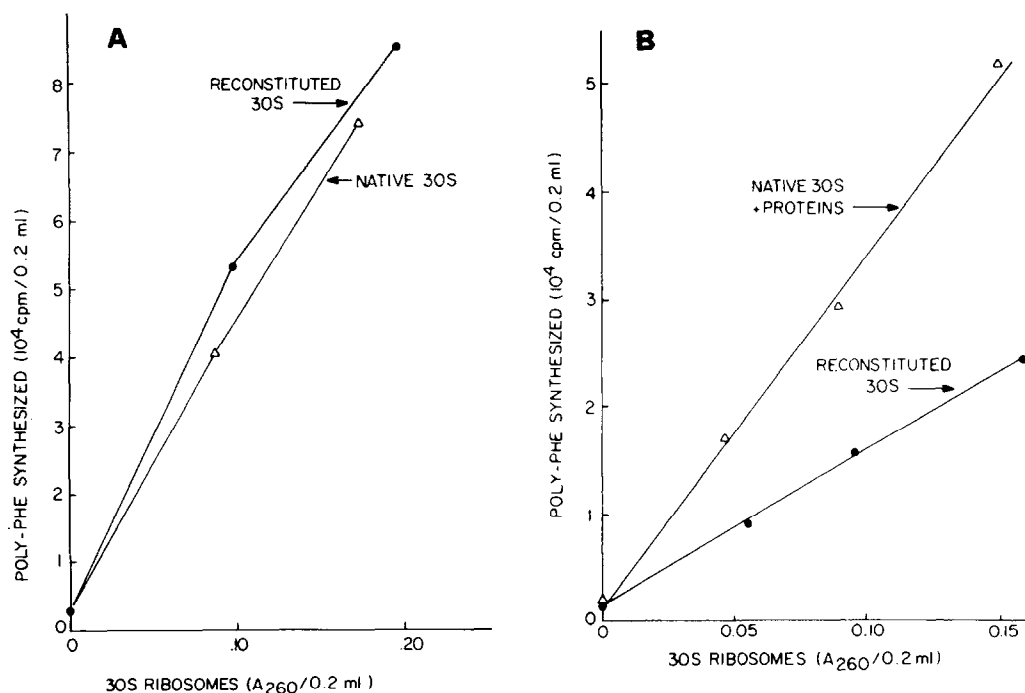 A
POLY-PHE SYNTHESIZED (10⁴ cpm/0.2 ml)
8
7
6
5
4
3
2
1
0
RECONSTITUTED
30S
NATIVE 30S
0
.10
.20
30S RIBOSOMES (A₂₆₀/0.2 ml)
B
POLY-PHE SYNTHESIZED (10⁴ cpm/0.2 ml)
5
4
3
2
1
0
NATIVE 30S
+ PROTEINS
RECONSTITUTED
30S
0
0.05
0.10
0.15
30S RIBOSOMES (A₂₆₀/0.2 ml)